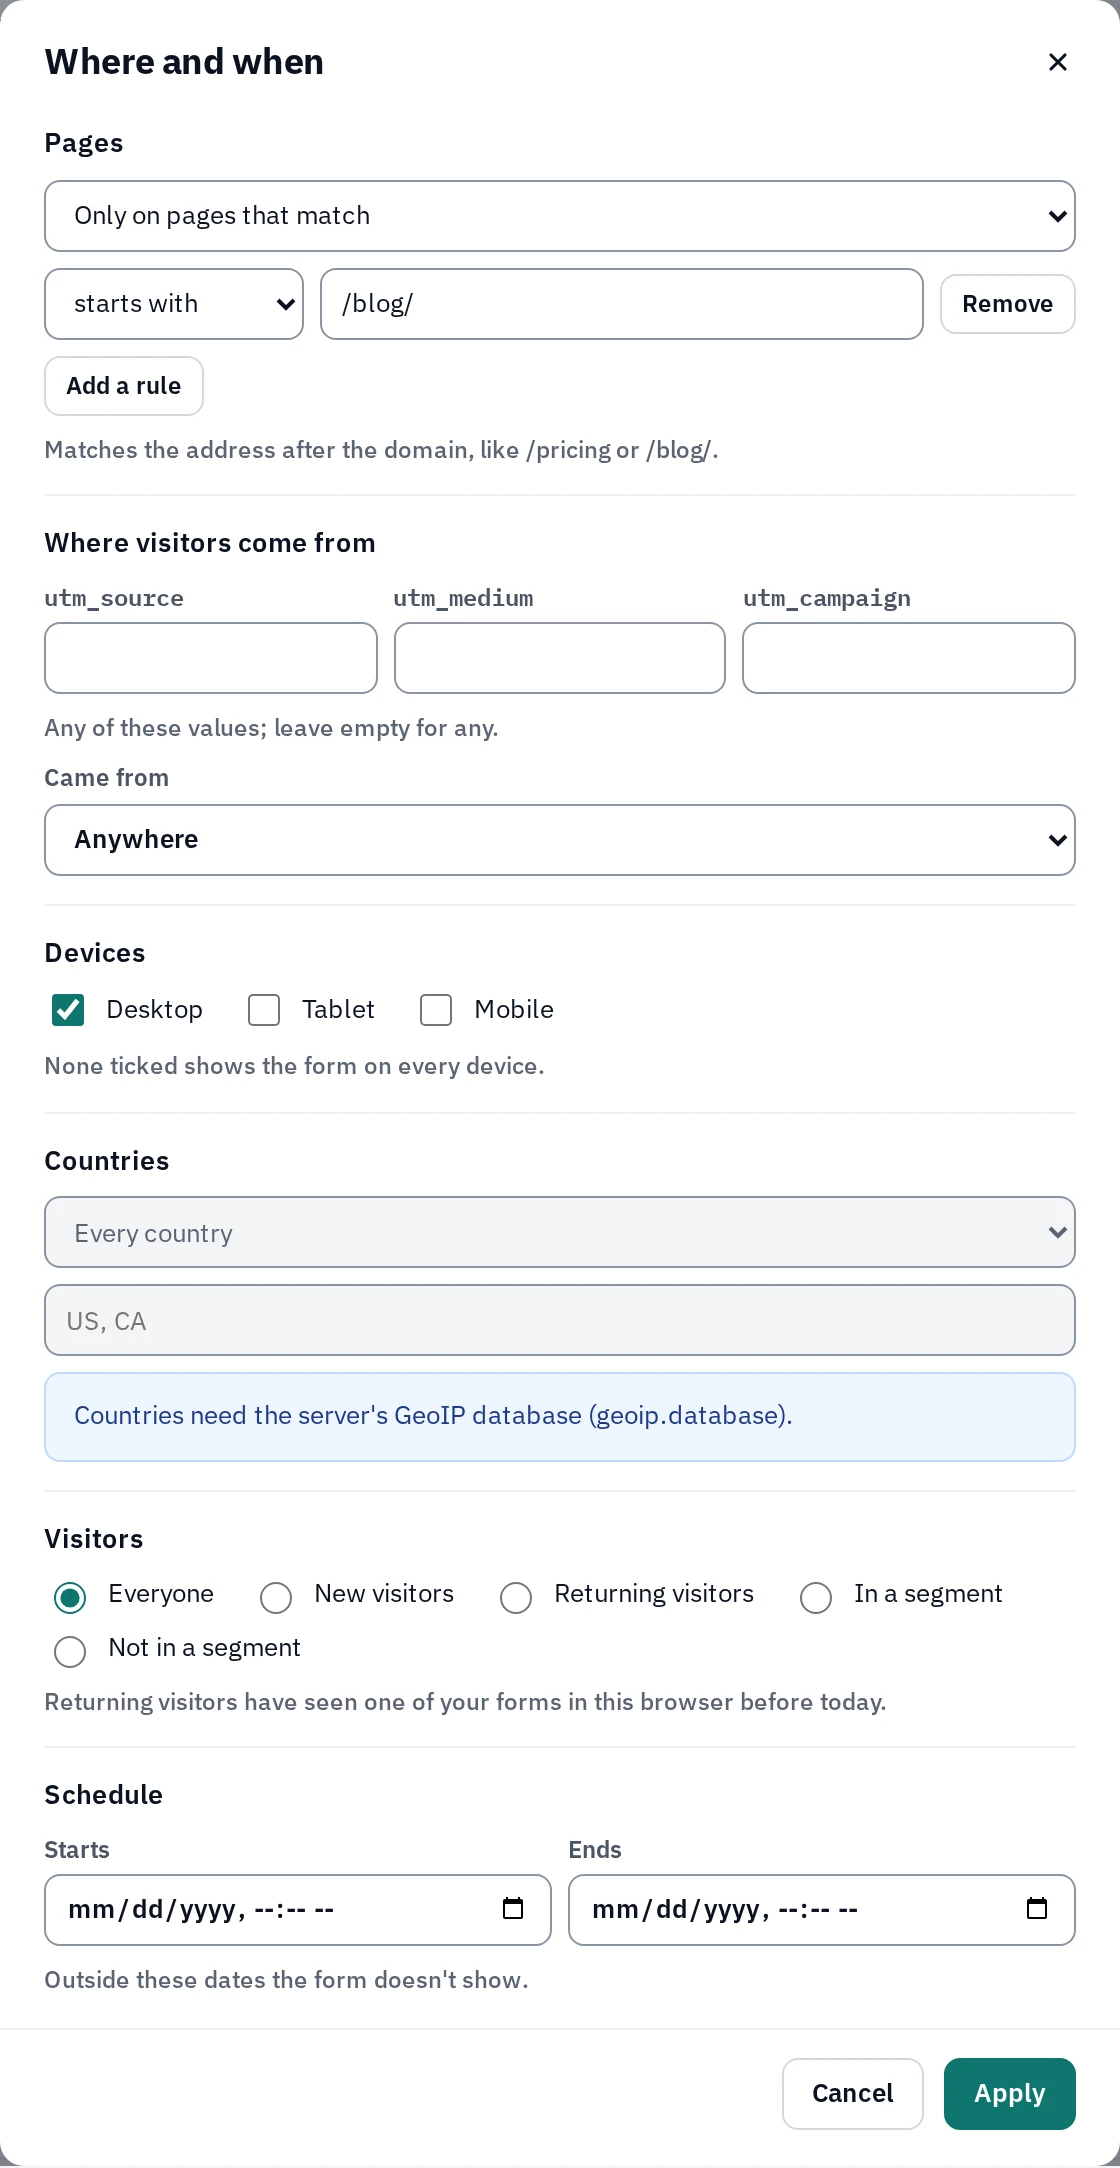 Where and when
Pages
Only on pages that match
starts with
/blog/
Remove
Add a rule
Matches the address after the domain, like /pricing or /blog/.
Where visitors come from
utm_source utm_medium utm_campaign
Any of these values; leave empty for any.
Came from
Anywhere
Devices
Desktop Tablet Mobile
None ticked shows the form on every device.
Countries
Every country
US, CA
Countries need the server's GeoIP database (geoip.database).
Visitors
Everyone New visitors Returning visitors In a segment
Not in a segment
Returning visitors have seen one of your forms in this browser before today.
Schedule
Starts Ends
mm/dd/yyyy, --:-- -- mm/dd/yyyy, --:-- --
Outside these dates the form doesn't show.
Cancel Apply